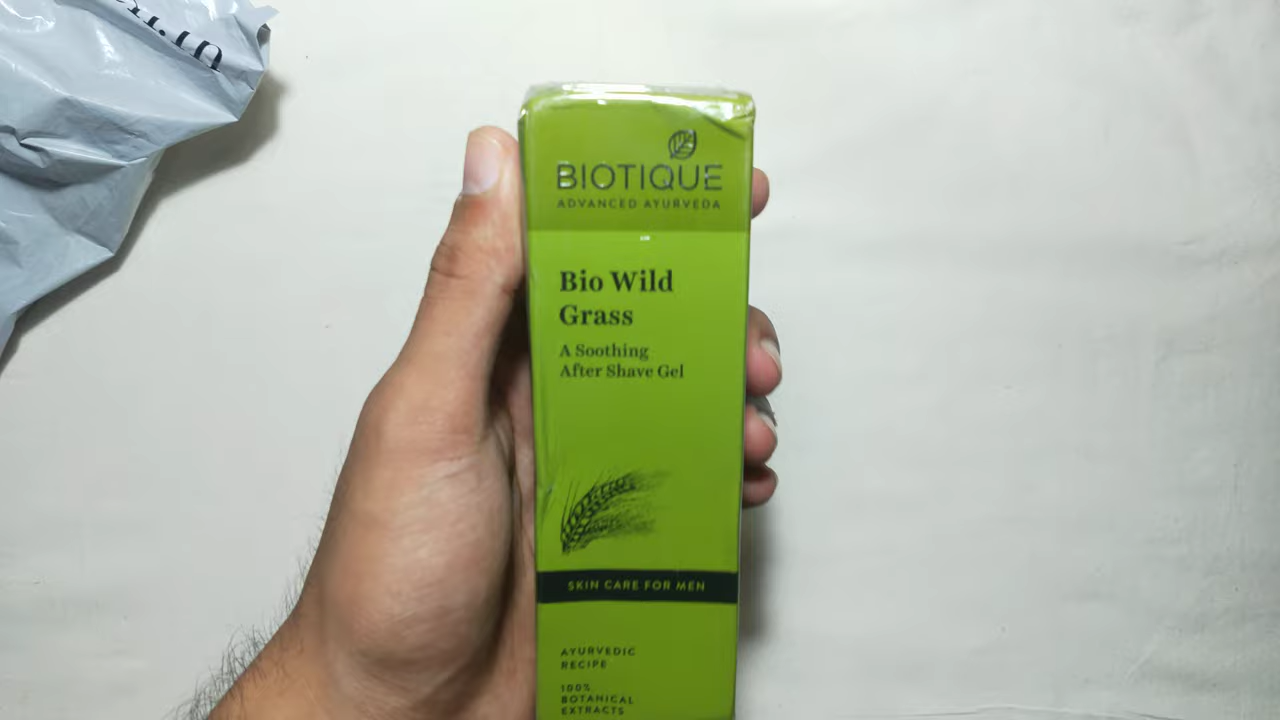 BIOTIQUE
ADVANCED AYURVEDA
Bio Wild
Grass
A Soothing
After Shave Gel
SKIN CARE FOR MEN
AYURVEDIC
RECIPE
100%
BOTANICAL
EXTRACTS